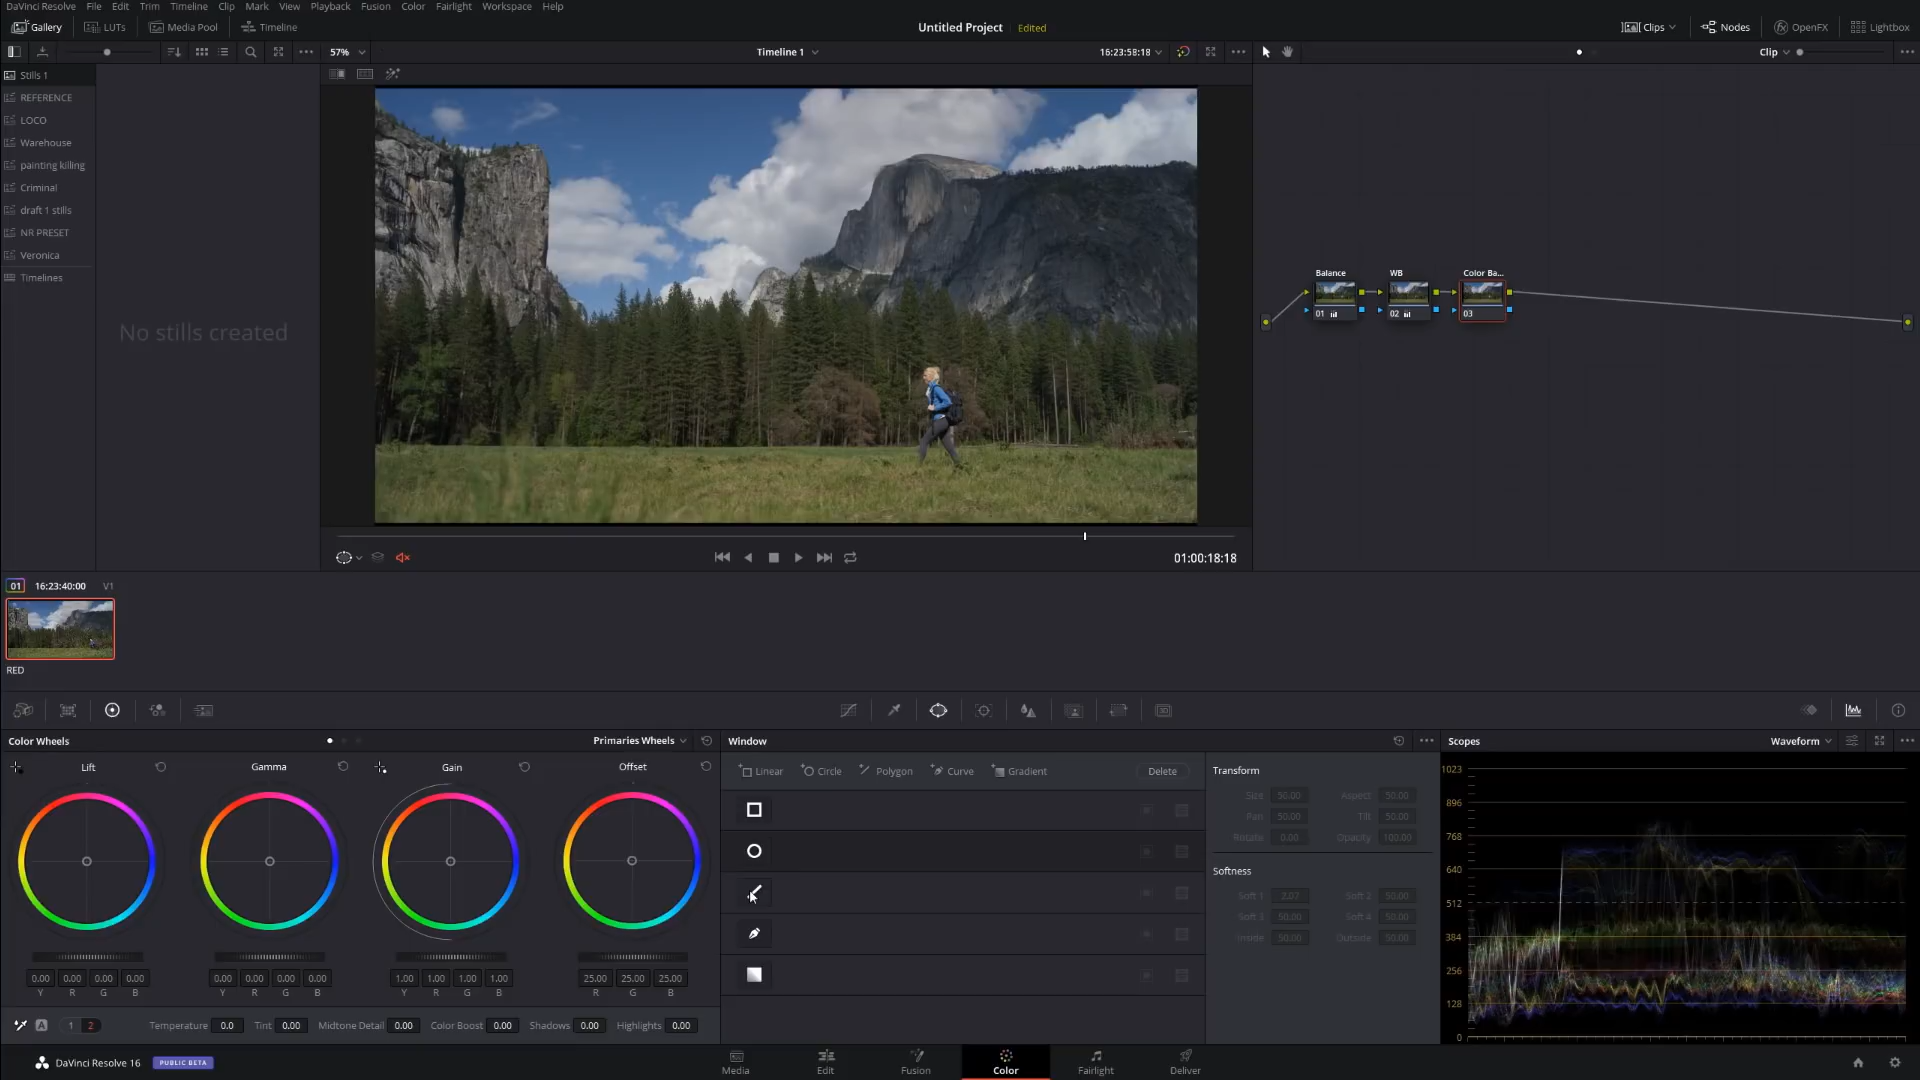 DaVinci Resolve File Edit Trim Timeline Clip Mark View Playback Fusion Color Fairlight Workspace Help
Gallery LUTs Media Pool Timeline Untitled Project Edited Clips Nodes OpenFX Lightbox
57% Timeline 1 16:23:58:18 Clip
Stills 1
REFERENCE
LOCO
Warehouse
painting killing
Criminal
draft 1 stills
NR PRESET
Veronica
Timelines
No stills created
Balance WB Color Ba...
01 02 03
01:00:18:18
01 16:23:40:00 V1
RED
Color Wheels Primaries Wheels Window Scopes Waveform
Lift Gamma Gain Offset
Linear Circle Polygon Curve Gradient Delete
Transform
Size 50.00 Aspect 50.00
Pan 50.00 Tilt 50.00
Rotate 0.00 Opacity 100.00
Softness
Soft 1 2.07 Soft 2 50.00
Soft 3 50.00 Soft 4 50.00
Inside 50.00 Outside 50.00
1023
896
768
640
512
384
256
128
0
0.00 0.00 0.00 0.00 0.00 0.00 0.00 0.00 1.00 1.00 1.00 1.00 25.00 25.00 25.00
Y R G B Y R G B Y R G B R G B
A 1 2 Temperature 0.0 Tint 0.00 Midtone Detail 0.00 Color Boost 0.00 Shadows 0.00 Highlights 0.00
DaVinci Resolve 16 PUBLIC BETA
Media Edit Fusion Color Fairlight Deliver